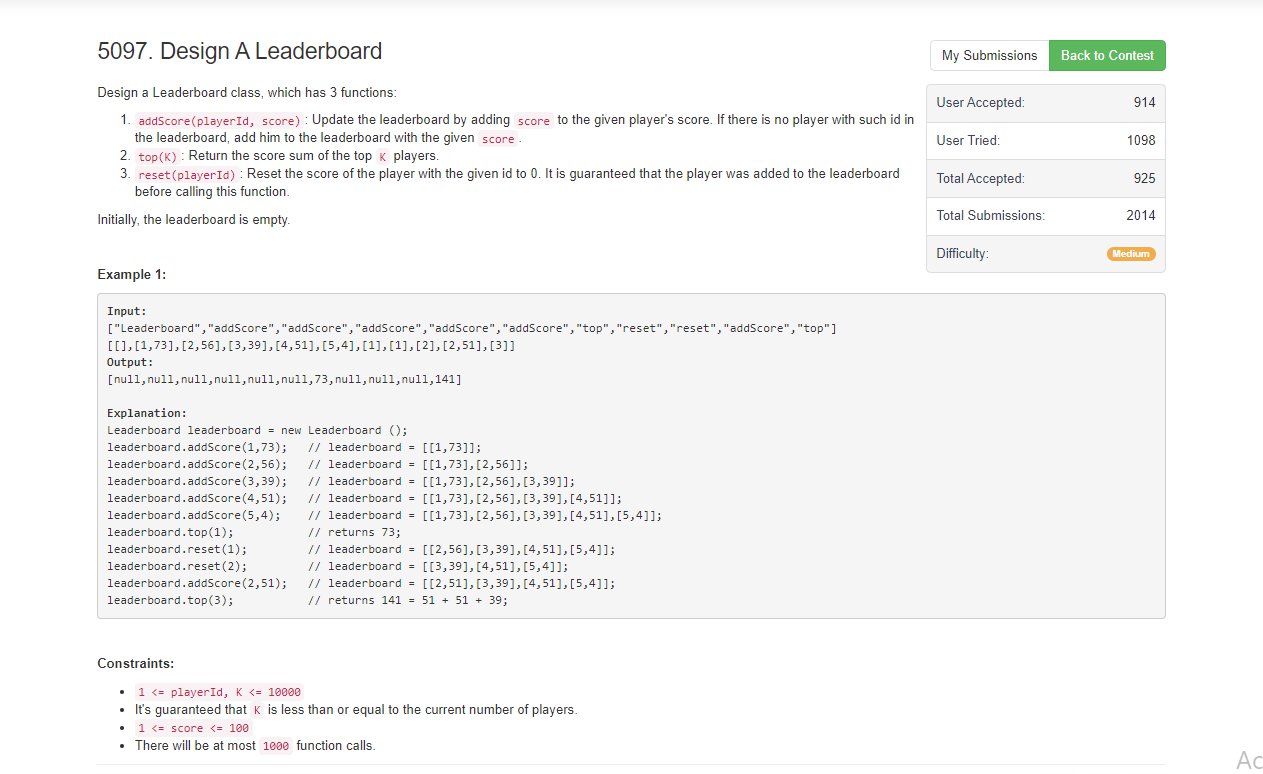 5097. Design A Leaderboard
My Submissions
Back to Contest
Design a Leaderboard class, which has 3 functions:
1. addScore(playerId, score) : Update the leaderboard by adding score to the given player's score. If there is no player with such id in
the leaderboard, add him to the leaderboard with the given score .
2. top(K) : Return the score sum of the top K players.
3. reset(playerId) : Reset the score of the player with the given id to 0. It is guaranteed that the player was added to the leaderboard
before calling this function.
Initially, the leaderboard is empty.
User Accepted: 914
User Tried: 1098
Total Accepted: 925
Total Submissions: 2014
Difficulty: Medium
Example 1:
Input:
["Leaderboard","addScore","addScore","addScore","addScore","addScore","top","reset","reset","addScore","top"]
[[],[1,73],[2,56],[3,39],[4,51],[5,4],[1],[1],[2],[2,51],[3]]
Output:
[null,null,null,null,null,null,73,null,null,null,141]
Explanation:
Leaderboard leaderboard = new Leaderboard ();
leaderboard.addScore(1,73);   // leaderboard = [[1,73]];
leaderboard.addScore(2,56);   // leaderboard = [[1,73],[2,56]];
leaderboard.addScore(3,39);   // leaderboard = [[1,73],[2,56],[3,39]];
leaderboard.addScore(4,51);   // leaderboard = [[1,73],[2,56],[3,39],[4,51]];
leaderboard.addScore(5,4);    // leaderboard = [[1,73],[2,56],[3,39],[4,51],[5,4]];
leaderboard.top(1);           // returns 73;
leaderboard.reset(1);         // leaderboard = [[2,56],[3,39],[4,51],[5,4]];
leaderboard.reset(2);         // leaderboard = [[3,39],[4,51],[5,4]];
leaderboard.addScore(2,51);   // leaderboard = [[2,51],[3,39],[4,51],[5,4]];
leaderboard.top(3);           // returns 141 = 51 + 51 + 39;
Constraints:
• 1 <= playerId, K <= 10000
• It's guaranteed that K is less than or equal to the current number of players.
• 1 <= score <= 100
• There will be at most 1000 function calls.
Ac